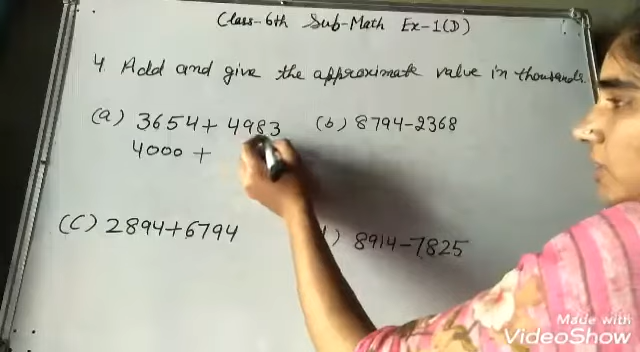 Class-6th Sub-Math Ex-1(D)
4. Add and give the approximate value in thousands.
(a) 3654+4983 (b) 8794-2368
4000 +
(C) 2894+6794 ) 8914-7825
Made with
VideoShow